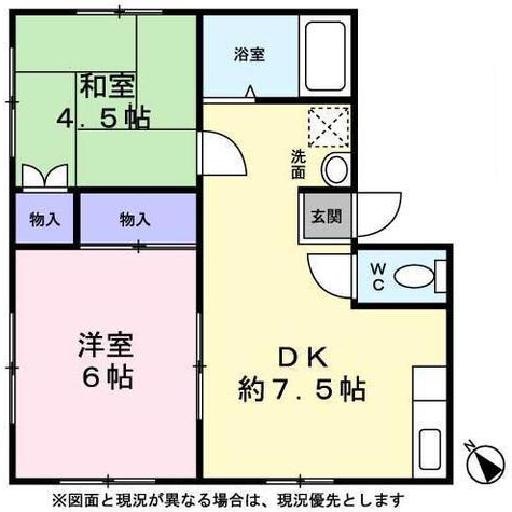 浴室
和室
4.5帖
洗面
物入
物入
玄関
WC
洋室
6帖
DK
約7.5帖
N
※図面と現況が異なる場合は、現況優先とします